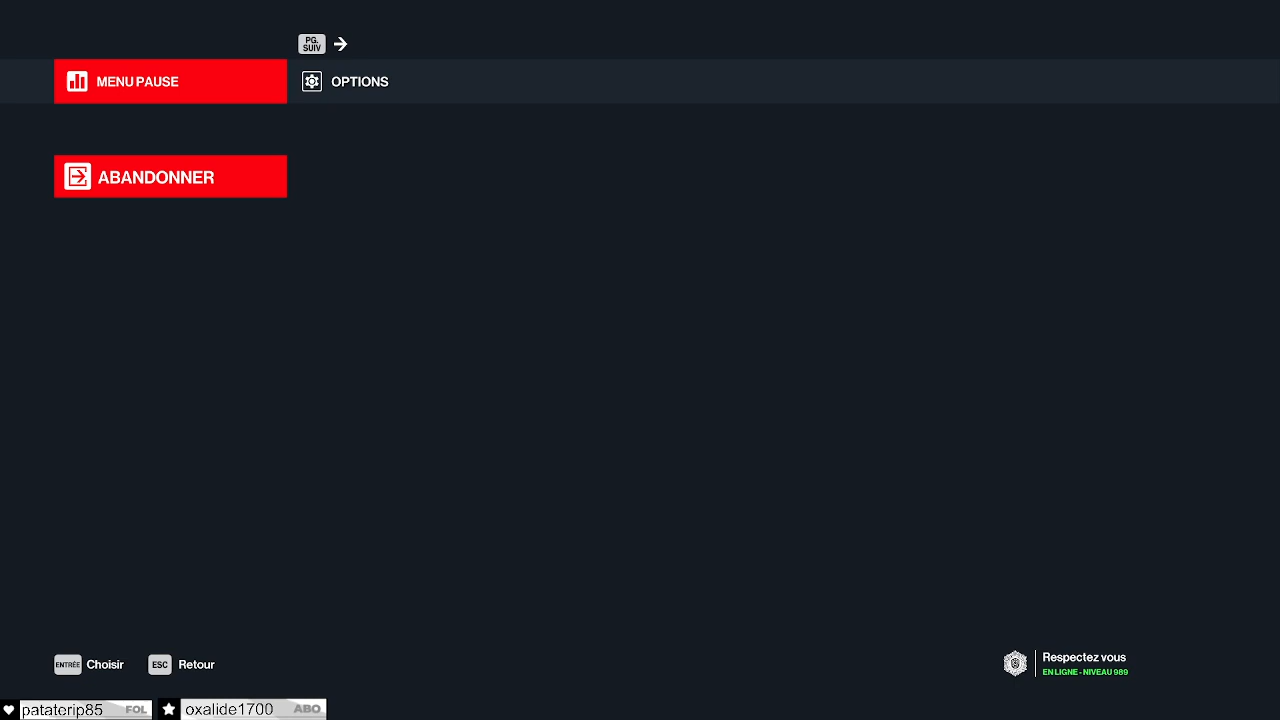 PG. SUIV
MENU PAUSE
OPTIONS
ABANDONNER
ENTRÉE Choisir
ESC Retour
Respectez vous
EN LIGNE - NIVEAU 989
pataterip85 FOL
oxalide1700 ABO